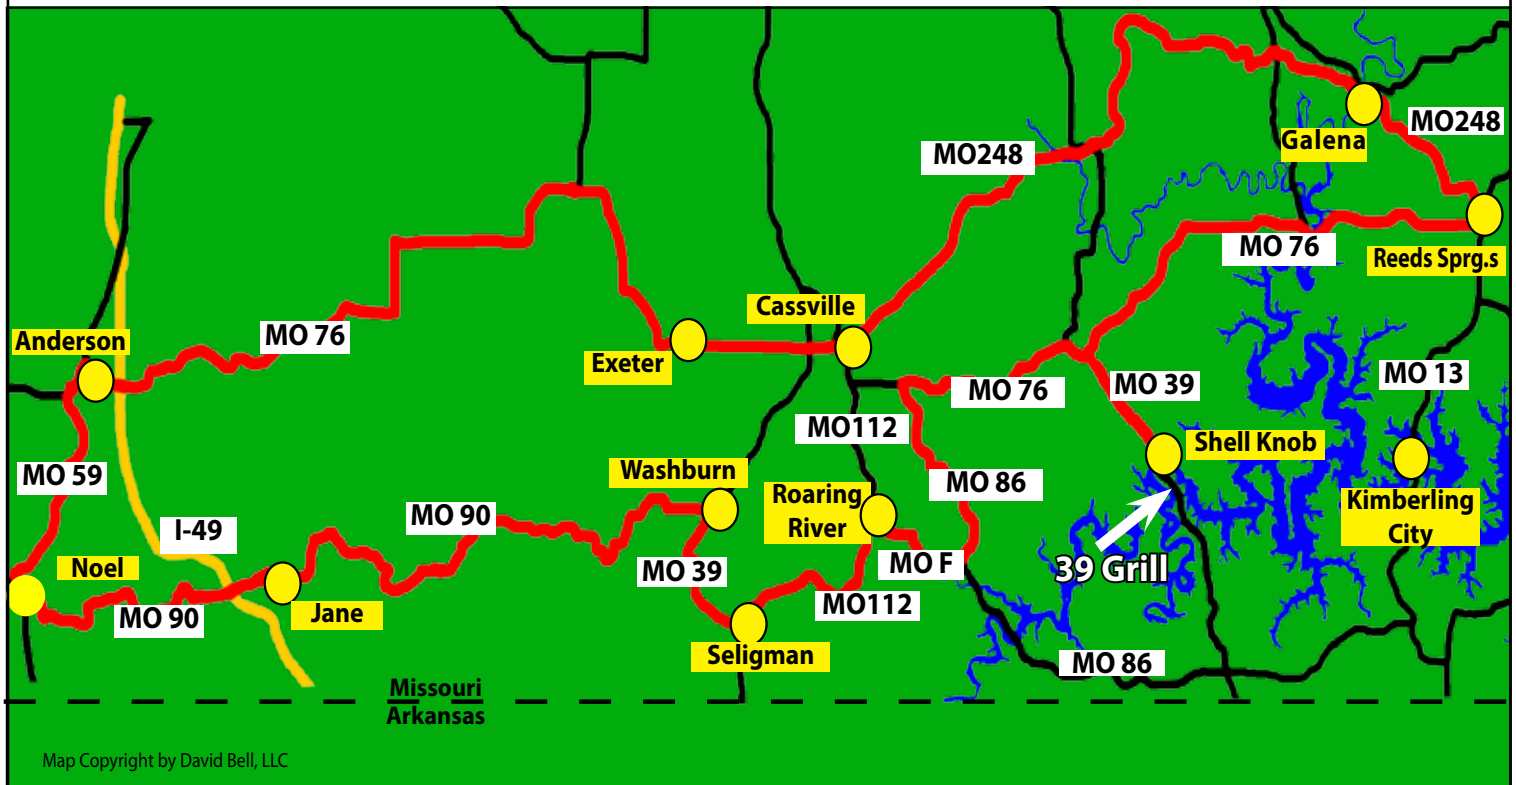 MO248
Galena
MO248
MO 76
Reeds Sprg.s
Cassville
Anderson
MO 76
Exeter
MO 76
MO 39
MO 13
MO112
Shell Knob
MO 59
Washburn
MO 86
Roaring
River
Kimberling
City
MO 90
I-49
39 Grill
Noel
MO 39
MO F
MO 90
Jane
MO112
Seligman
MO 86
Missouri
Arkansas
Map Copyright by David Bell, LLC